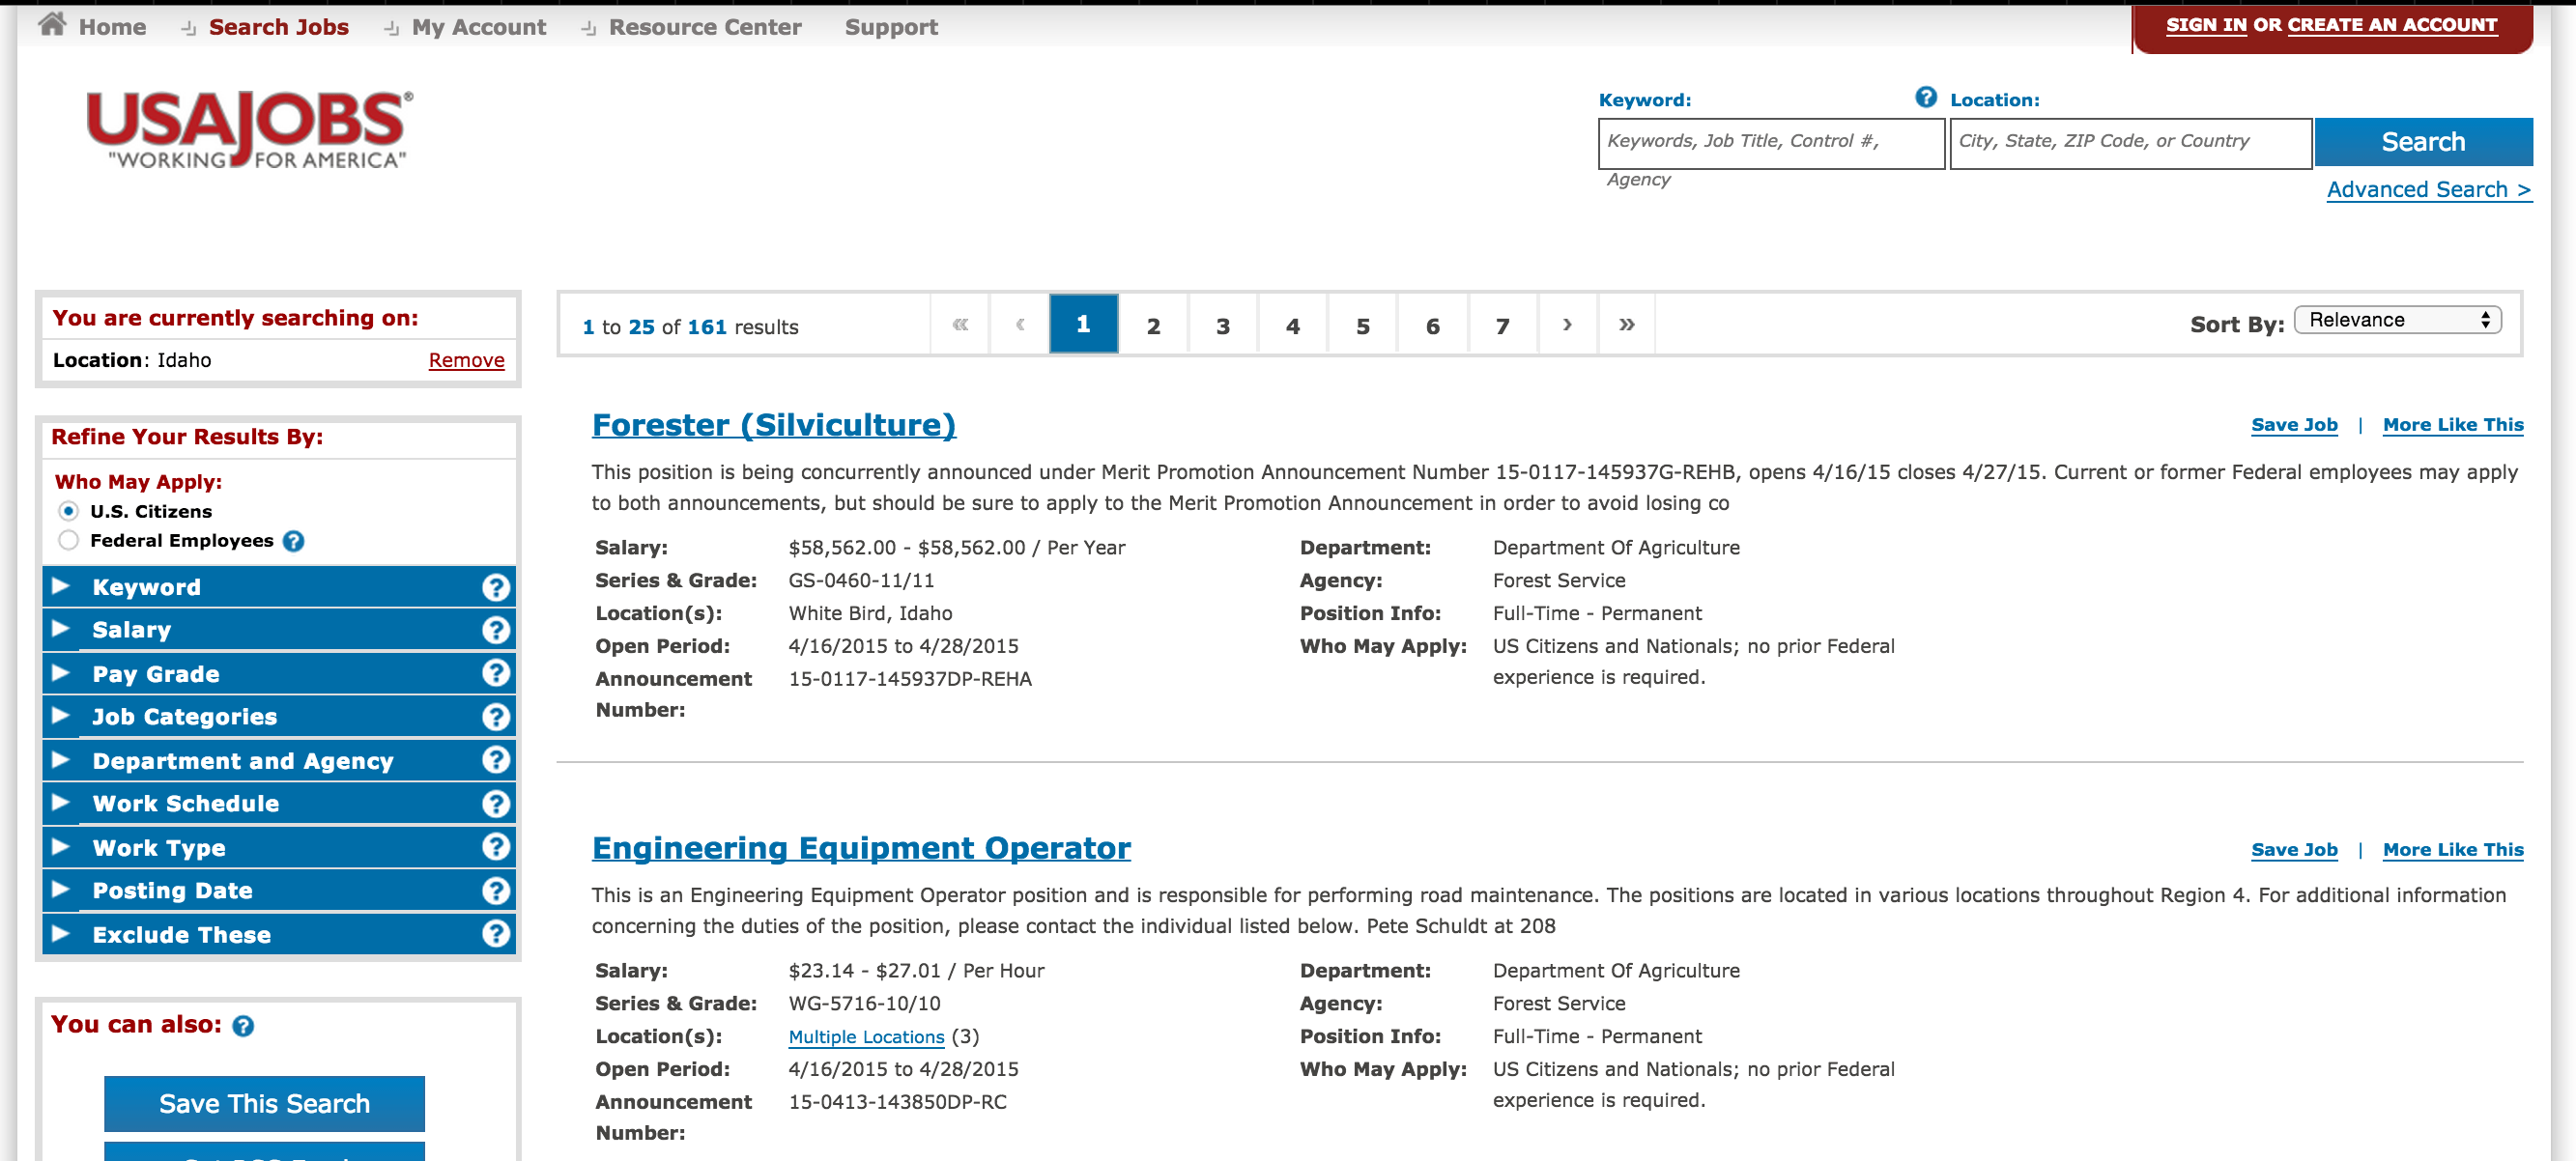 Home Search Jobs My Account Resource Center Support
SIGN IN OR CREATE AN ACCOUNT
USAJOBS®
"WORKING FOR AMERICA"
Keyword: ? Location:
Keywords, Job Title, Control #, City, State, ZIP Code, or Country Search
Agency
Advanced Search >
You are currently searching on:
Location: Idaho Remove
1 to 25 of 161 results « ‹ 1 2 3 4 5 6 7 › » Sort By: Relevance
Refine Your Results By:
Who May Apply:
U.S. Citizens
Federal Employees ?
Keyword ?
Salary ?
Pay Grade ?
Job Categories ?
Department and Agency ?
Work Schedule ?
Work Type ?
Posting Date ?
Exclude These ?
You can also: ?
Save This Search
Forester (Silviculture) Save Job | More Like This
This position is being concurrently announced under Merit Promotion Announcement Number 15-0117-145937G-REHB, opens 4/16/15 closes 4/27/15. Current or former Federal employees may apply
to both announcements, but should be sure to apply to the Merit Promotion Announcement in order to avoid losing co
Salary: $58,562.00 - $58,562.00 / Per Year Department: Department Of Agriculture
Series & Grade: GS-0460-11/11 Agency: Forest Service
Location(s): White Bird, Idaho Position Info: Full-Time - Permanent
Open Period: 4/16/2015 to 4/28/2015 Who May Apply: US Citizens and Nationals; no prior Federal
experience is required.
Announcement 15-0117-145937DP-REHA
Number:
Engineering Equipment Operator Save Job | More Like This
This is an Engineering Equipment Operator position and is responsible for performing road maintenance. The positions are located in various locations throughout Region 4. For additional information
concerning the duties of the position, please contact the individual listed below. Pete Schuldt at 208
Salary: $23.14 - $27.01 / Per Hour Department: Department Of Agriculture
Series & Grade: WG-5716-10/10 Agency: Forest Service
Location(s): Multiple Locations (3) Position Info: Full-Time - Permanent
Open Period: 4/16/2015 to 4/28/2015 Who May Apply: US Citizens and Nationals; no prior Federal
experience is required.
Announcement 15-0413-143850DP-RC
Number: